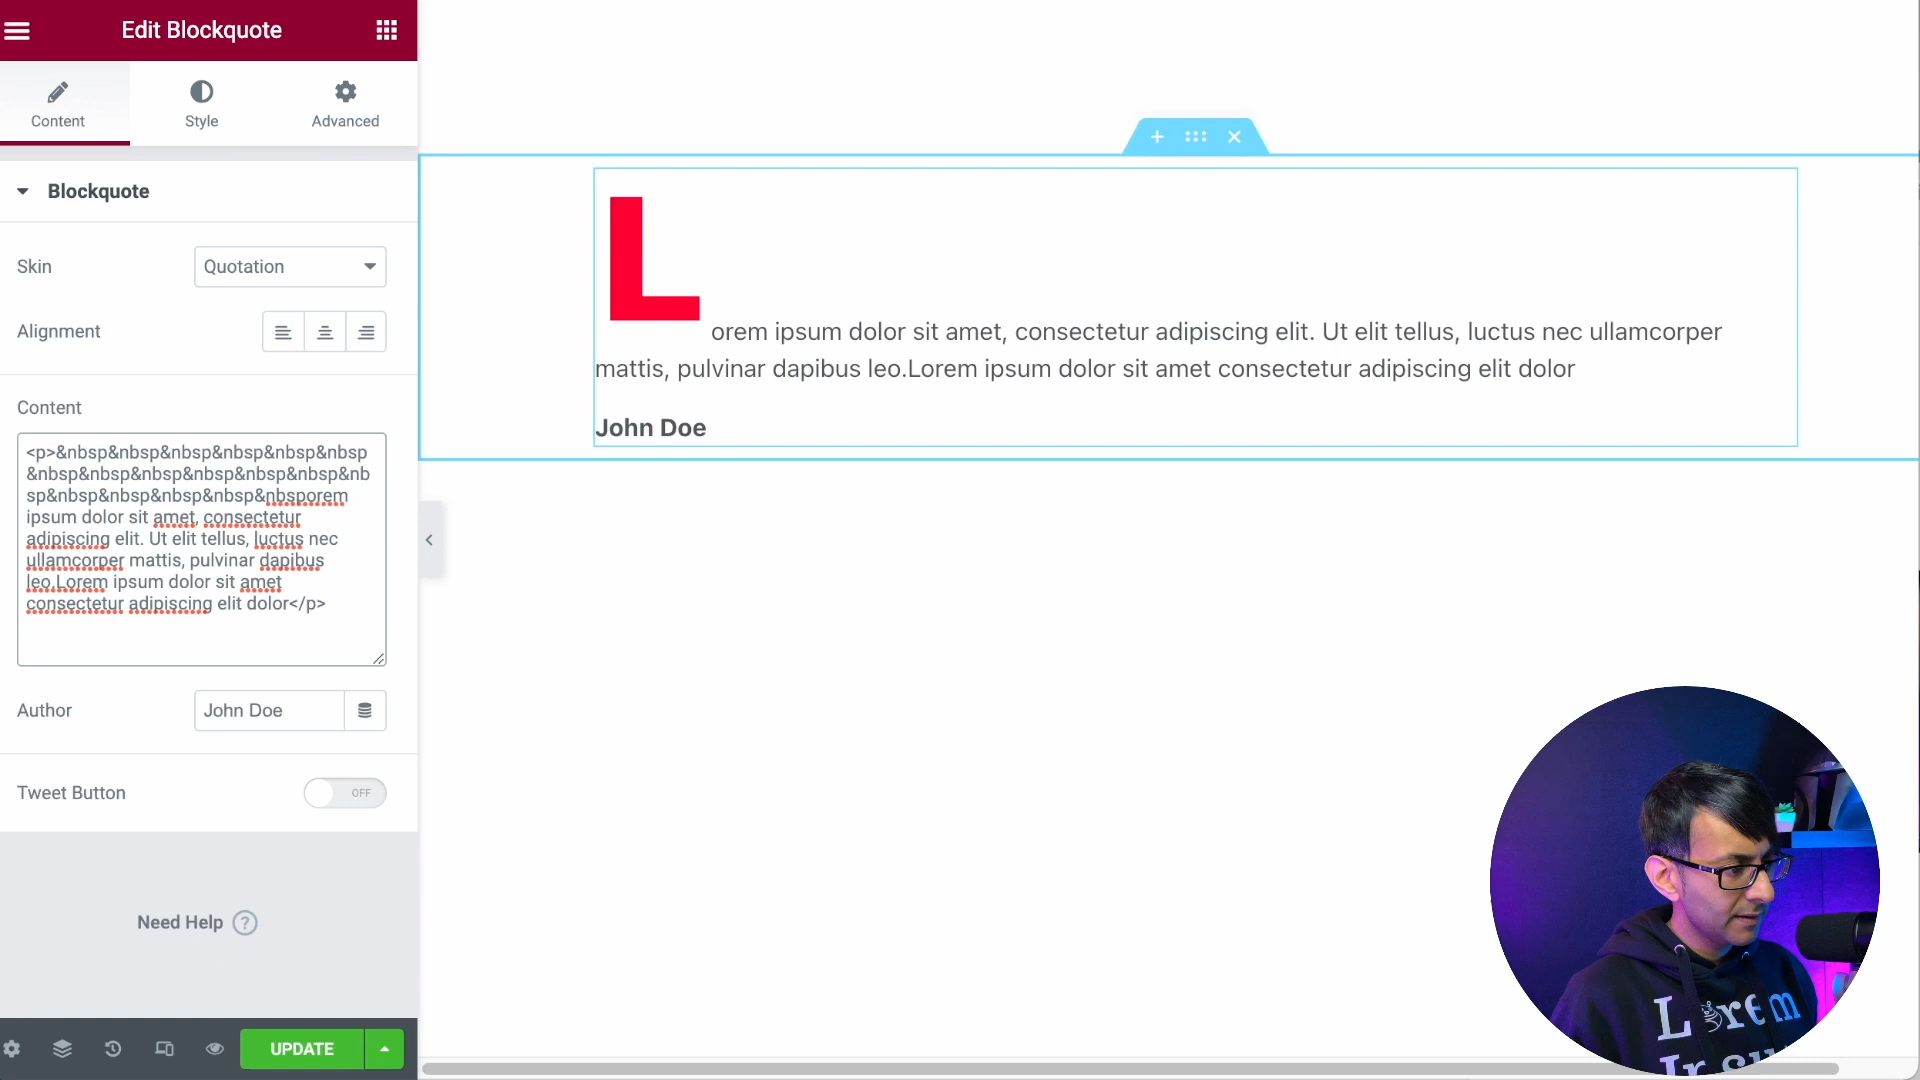 Edit Blockquote
Content
Style
Advanced
Blockquote
Skin
Quotation
Alignment
Content
<p>&nbsp&nbsp&nbsp&nbsp&nbsp&nbsp
&nbsp&nbsp&nbsp&nbsp&nbsp&nbsp&nb
sp&nbsp&nbsp&nbsp&nbsp&nbsporem
ipsum dolor sit amet, consectetur
adipiscing elit. Ut elit tellus, luctus nec
ullamcorper mattis, pulvinar dapibus
leo.Lorem ipsum dolor sit amet
consectetur adipiscing elit dolor</p>
Author
John Doe
Tweet Button
OFF
Need Help ?
UPDATE
L
orem ipsum dolor sit amet, consectetur adipiscing elit. Ut elit tellus, luctus nec ullamcorper
mattis, pulvinar dapibus leo.Lorem ipsum dolor sit amet consectetur adipiscing elit dolor
John Doe
Lorem